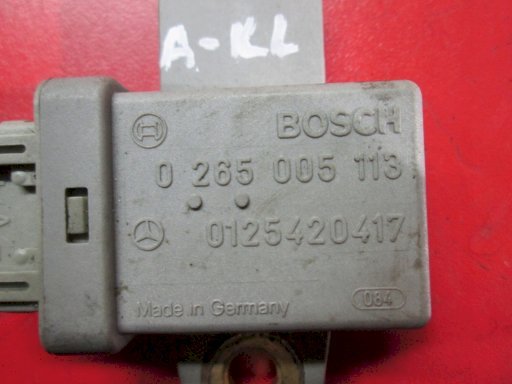 A-KL
BOSCH
0 265 005 113
0125420417
Made in Germany 084